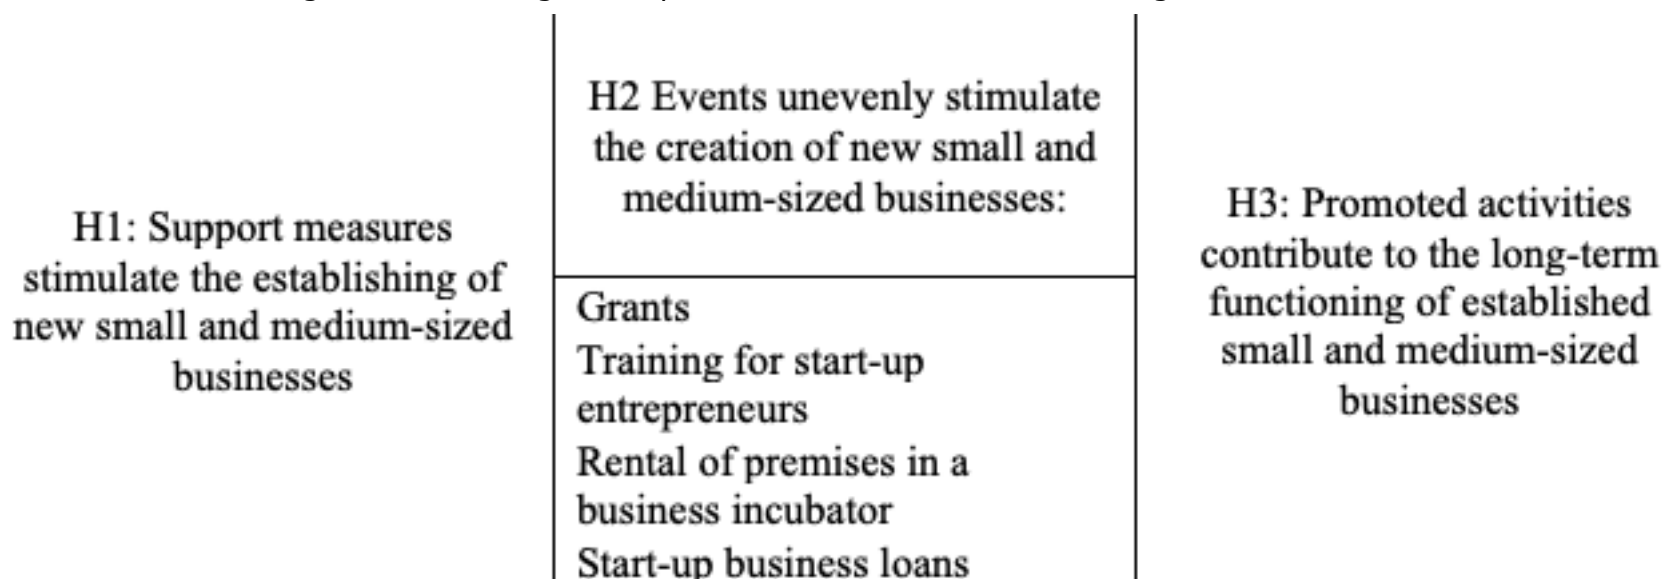 H1: Support measures
stimulate the establishing of
new small and medium-sized
businesses
H2 Events unevenly stimulate
the creation of new small and
medium-sized businesses:
Grants
Training for start-up
entrepreneurs
Rental of premises in a
business incubator
Start-up business loans
H3: Promoted activities
contribute to the long-term
functioning of established
small and medium-sized
businesses